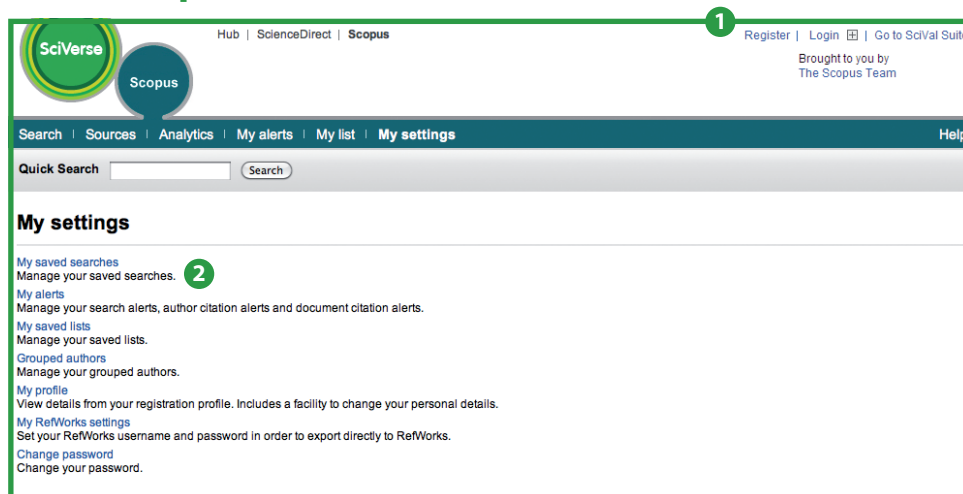 SciVerse
Scopus
Hub | ScienceDirect | Scopus
1
Register | Login | Go to SciVal Suite
Brought to you by
The Scopus Team
Search | Sources | Analytics | My alerts | My list | My settings
Help
Quick Search
Search
My settings
My saved searches
Manage your saved searches.
2
My alerts
Manage your search alerts, author citation alerts and document citation alerts.
My saved lists
Manage your saved lists.
Grouped authors
Manage your grouped authors.
My profile
View details from your registration profile. Includes a facility to change your personal details.
My RefWorks settings
Set your RefWorks username and password in order to export directly to RefWorks.
Change password
Change your password.